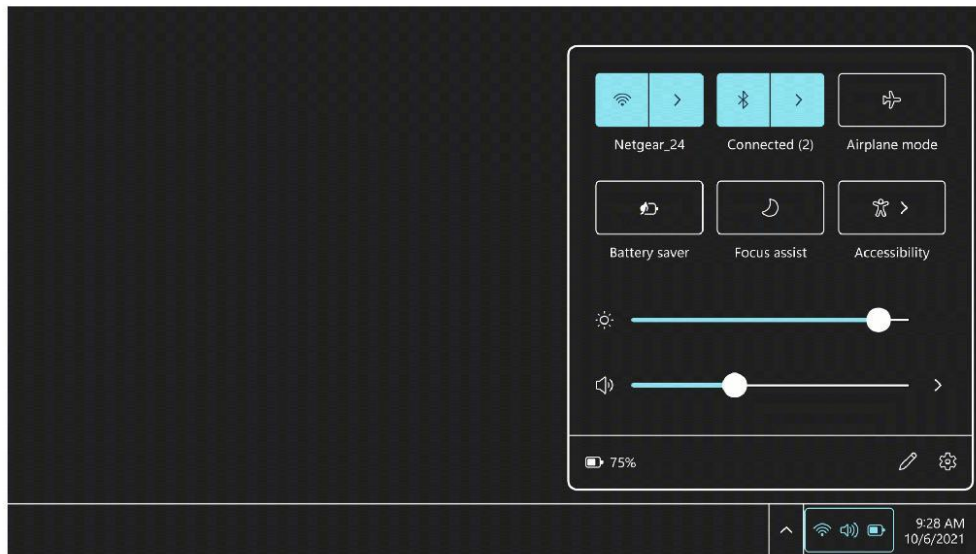 Netgear_24
Connected (2)
Airplane mode
Battery saver
Focus assist
Accessibility
75%
9:28 AM
10/6/2021